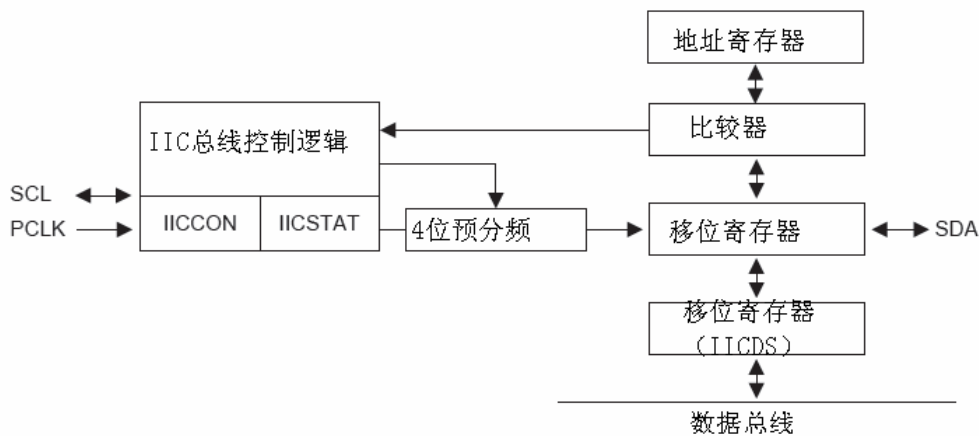 地址寄存器
IIC总线控制逻辑
比较器
SCL
PCLK
IICCON
IICSTAT
4位预分频
移位寄存器
SDA
移位寄存器
（IICDS）
数据总线